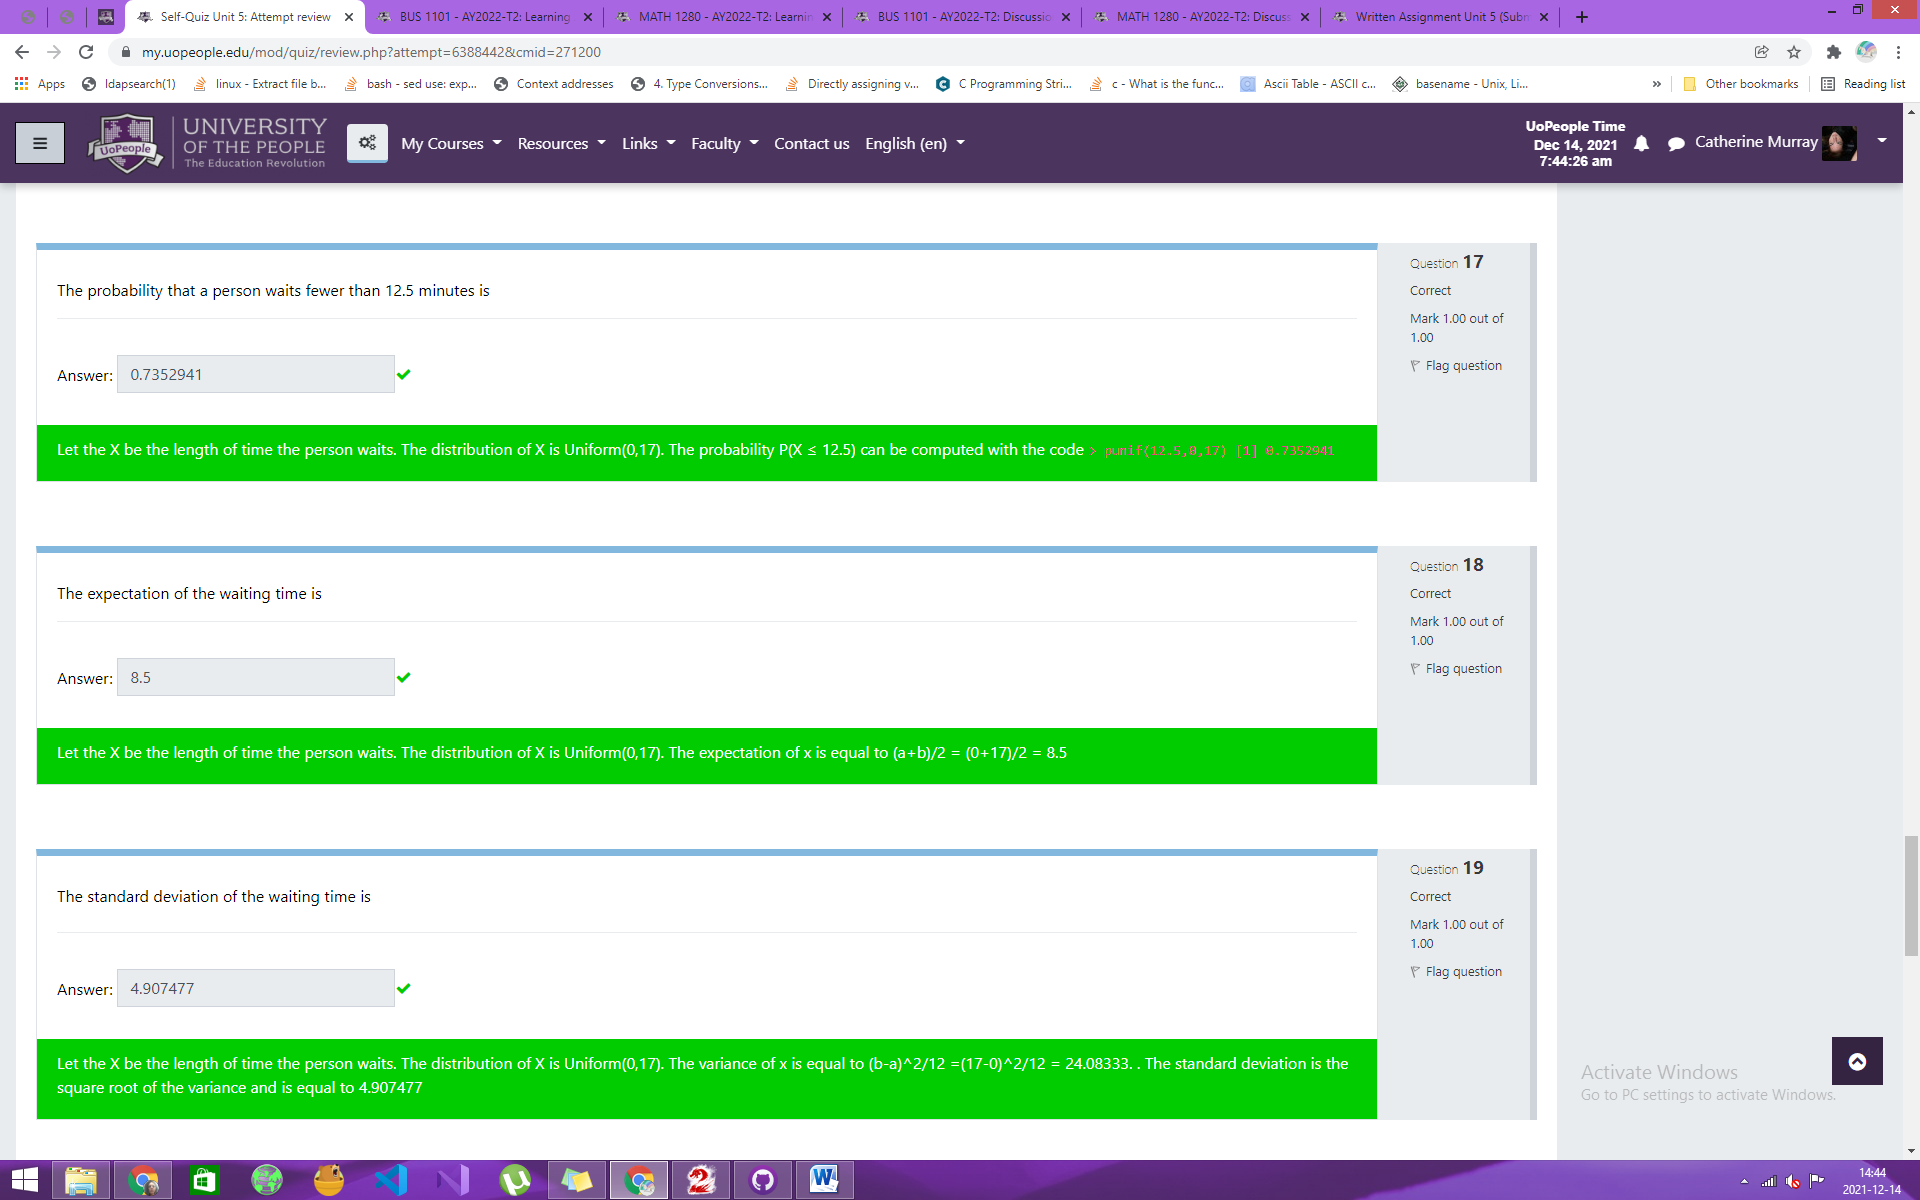 Self-Quiz Unit 5: Attempt review
BUS 1101 - AY2022-T2: Learning
MATH 1280 - AY2022-T2: Learnin
BUS 1101 - AY2022-T2: Discussio
MATH 1280 - AY2022-T2: Discuss
Written Assignment Unit 5 (Subm
my.uopeople.edu/mod/quiz/review.php?attempt=6388442&cmid=271200
Apps
ldapsearch(1)
linux - Extract file b...
bash - sed use: exp...
Context addresses
4. Type Conversions...
Directly assigning v...
C Programming Stri...
c - What is the func...
Ascii Table - ASCII c...
basename - Unix, Li...
»
Other bookmarks
Reading list
UoPeople
UNIVERSITY
OF THE PEOPLE
The Education Revolution
My Courses
Resources
Links
Faculty
Contact us
English (en)
UoPeople Time
Dec 14, 2021
7:44:26 am
Catherine Murray
The probability that a person waits fewer than 12.5 minutes is
Answer: 0.7352941
Let the X be the length of time the person waits. The distribution of X is Uniform(0,17). The probability P(X ≤ 12.5) can be computed with the code > punif(12.5,0,17) [1] 0.7352941
Question 17
Correct
Mark 1.00 out of
1.00
Flag question
The expectation of the waiting time is
Answer: 8.5
Let the X be the length of time the person waits. The distribution of X is Uniform(0,17). The expectation of x is equal to (a+b)/2 = (0+17)/2 = 8.5
Question 18
Correct
Mark 1.00 out of
1.00
Flag question
The standard deviation of the waiting time is
Answer: 4.907477
Let the X be the length of time the person waits. The distribution of X is Uniform(0,17). The variance of x is equal to (b-a)^2/12 =(17-0)^2/12 = 24.08333. . The standard deviation is the
square root of the variance and is equal to 4.907477
Question 19
Correct
Mark 1.00 out of
1.00
Flag question
Activate Windows
Go to PC settings to activate Windows.
14:44
2021-12-14